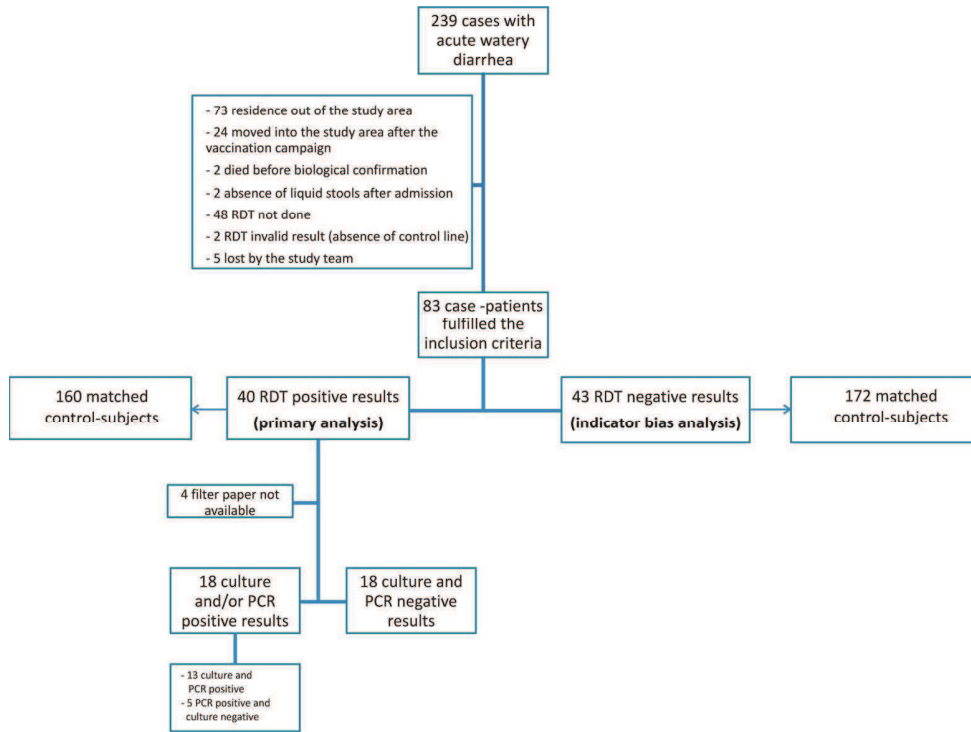 239 cases with
acute watery
diarrhea
- 73 residence out of the study area
- 24 moved into the study area after the
vaccination campaign
- 2 died before biological confirmation
- 2 absence of liquid stools after admission
- 48 RDT not done
- 2 RDT invalid result (absence of control line)
- 5 lost by the study team
83 case -patients
fulfilled the
inclusion criteria
160 matched
control-subjects
40 RDT positive results
(primary analysis)
43 RDT negative results
(indicator bias analysis)
172 matched
control-subjects
4 filter paper not
available
18 culture
and/or PCR
positive results
18 culture and
PCR negative
results
- 13 culture and
PCR positive
- 5 PCR positive and
culture negative